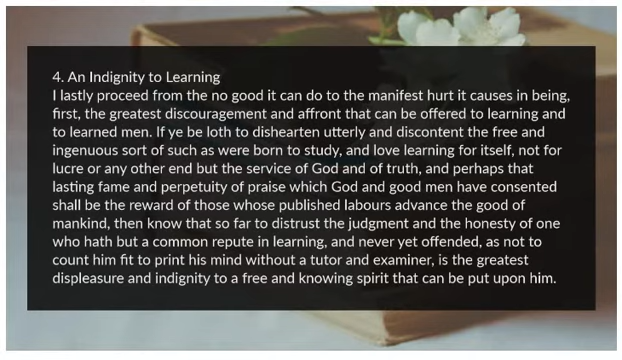 4. An Indignity to Learning
I lastly proceed from the no good it can do to the manifest hurt it causes in being,
first, the greatest discouragement and affront that can be offered to learning and
to learned men. If ye be loth to dishearten utterly and discontent the free and
ingenuous sort of such as were born to study, and love learning for itself, not for
lucre or any other end but the service of God and of truth, and perhaps that
lasting fame and perpetuity of praise which God and good men have consented
shall be the reward of those whose published labours advance the good of
mankind, then know that so far to distrust the judgment and the honesty of one
who hath but a common repute in learning, and never yet offended, as not to
count him fit to print his mind without a tutor and examiner, is the greatest
displeasure and indignity to a free and knowing spirit that can be put upon him.